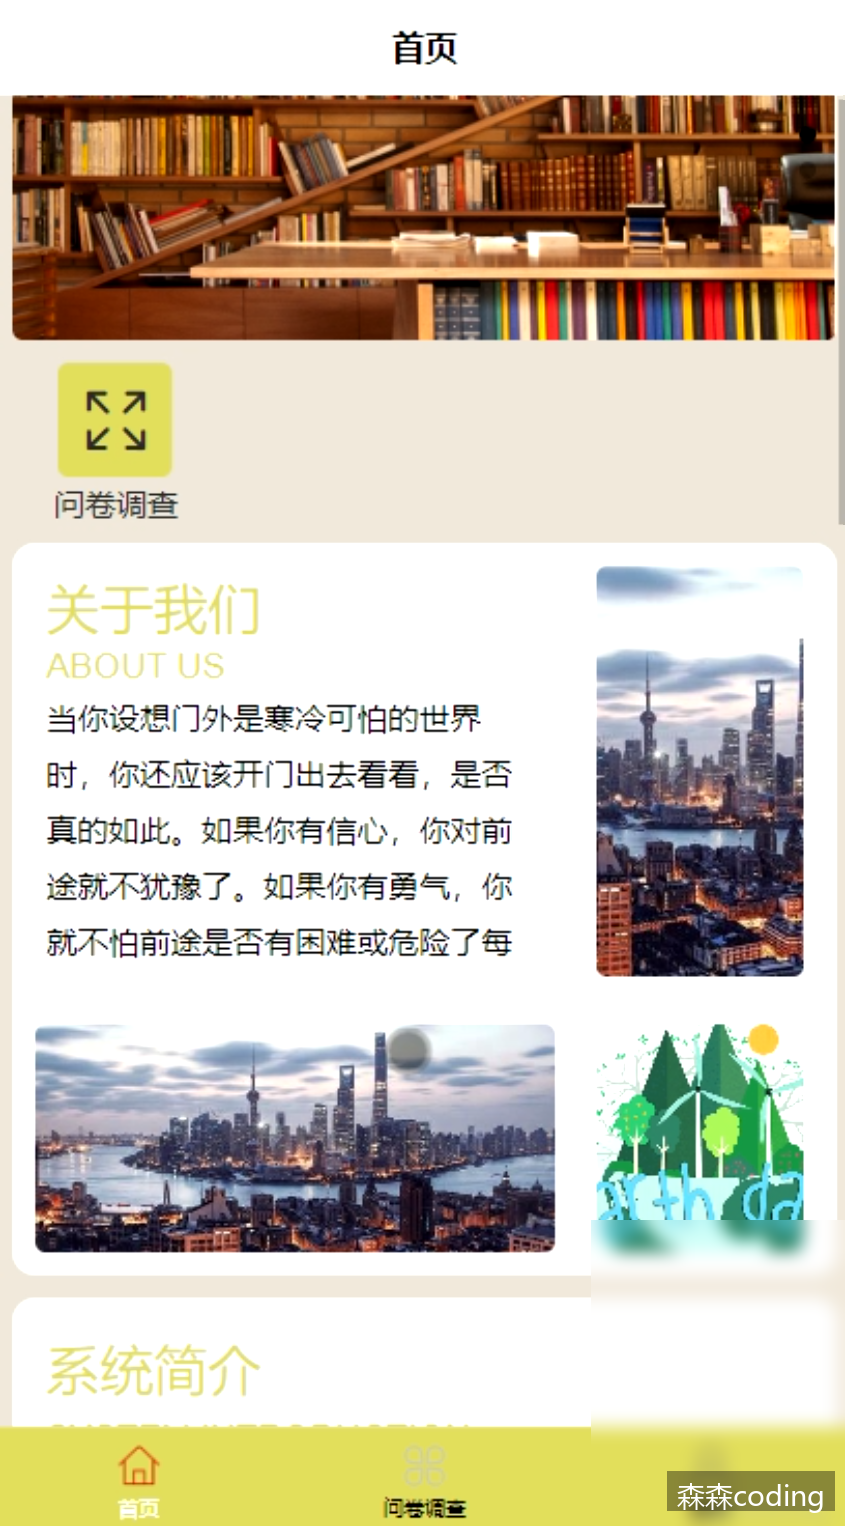 首页
问卷调查
关于我们
ABOUT US
当你设想门外是寒冷可怕的世界
时，你还应该开门出去看看，是否
真的如此。如果你有信心，你对前
途就不犹豫了。如果你有勇气，你
就不怕前途是否有困难或危险了每
arth da
系统简介
首页
问卷调查
森森coding